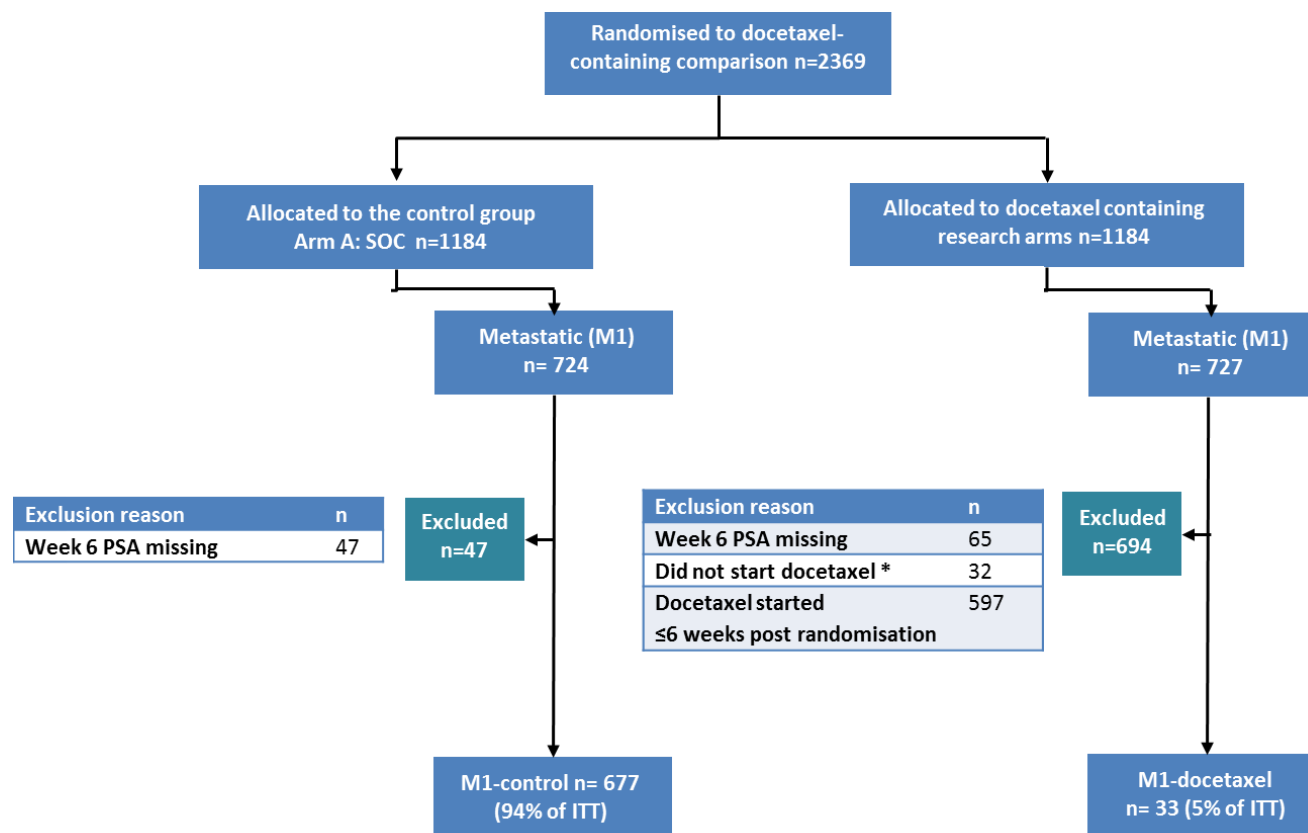 Randomised to docetaxel-
containing comparison n=2369
Allocated to the control group
Arm A: SOC n=1184
Allocated to docetaxel containing
research arms n=1184
Metastatic (M1)
n= 724
Metastatic (M1)
n= 727
Exclusion reason n
Week 6 PSA missing 47
Excluded
n=47
Exclusion reason n
Week 6 PSA missing 65
Did not start docetaxel * 32
Docetaxel started 597
≤6 weeks post randomisation
Excluded
n=694
M1-control n= 677
(94% of ITT)
M1-docetaxel
n= 33 (5% of ITT)